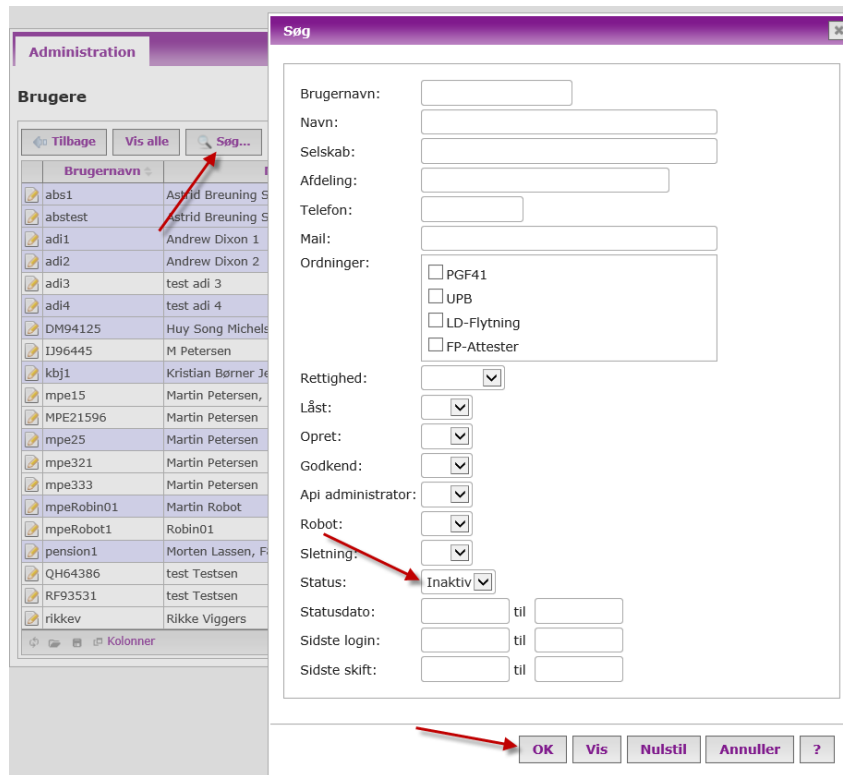 Administration
Brugere
Tilbage Vis alle Søg...
Brugernavn
abs1 Astrid Breuning S
abstest Astrid Breuning S
adi1 Andrew Dixon 1
adi2 Andrew Dixon 2
adi3 test adi 3
adi4 test adi 4
DM94125 Huy Song Michels
IJ96445 M Petersen
kbj1 Kristian Børner Je
mpe15 Martin Petersen,
MPE21596 Martin Petersen
mpe25 Martin Petersen
mpe321 Martin Petersen
mpe333 Martin Petersen
mpeRobin01 Martin Robot
mpeRobot1 Robin01
pension1 Morten Lassen,
QH64386 test Testsen
RF93531 test Testsen
rikkev Rikke Viggers
Kolonner
Søg
Brugernavn:
Navn:
Selskab:
Afdeling:
Telefon:
Mail:
Ordninger:
PGF41
UPB
LD-Flytning
FP-Attester
Rettighed:
Låst:
Opret:
Godkend:
Api administrator:
Robot:
Sletning:
Status: Inaktiv
Statusdato: til
Sidste login: til
Sidste skift: til
OK Vis Nulstil Annuller ?